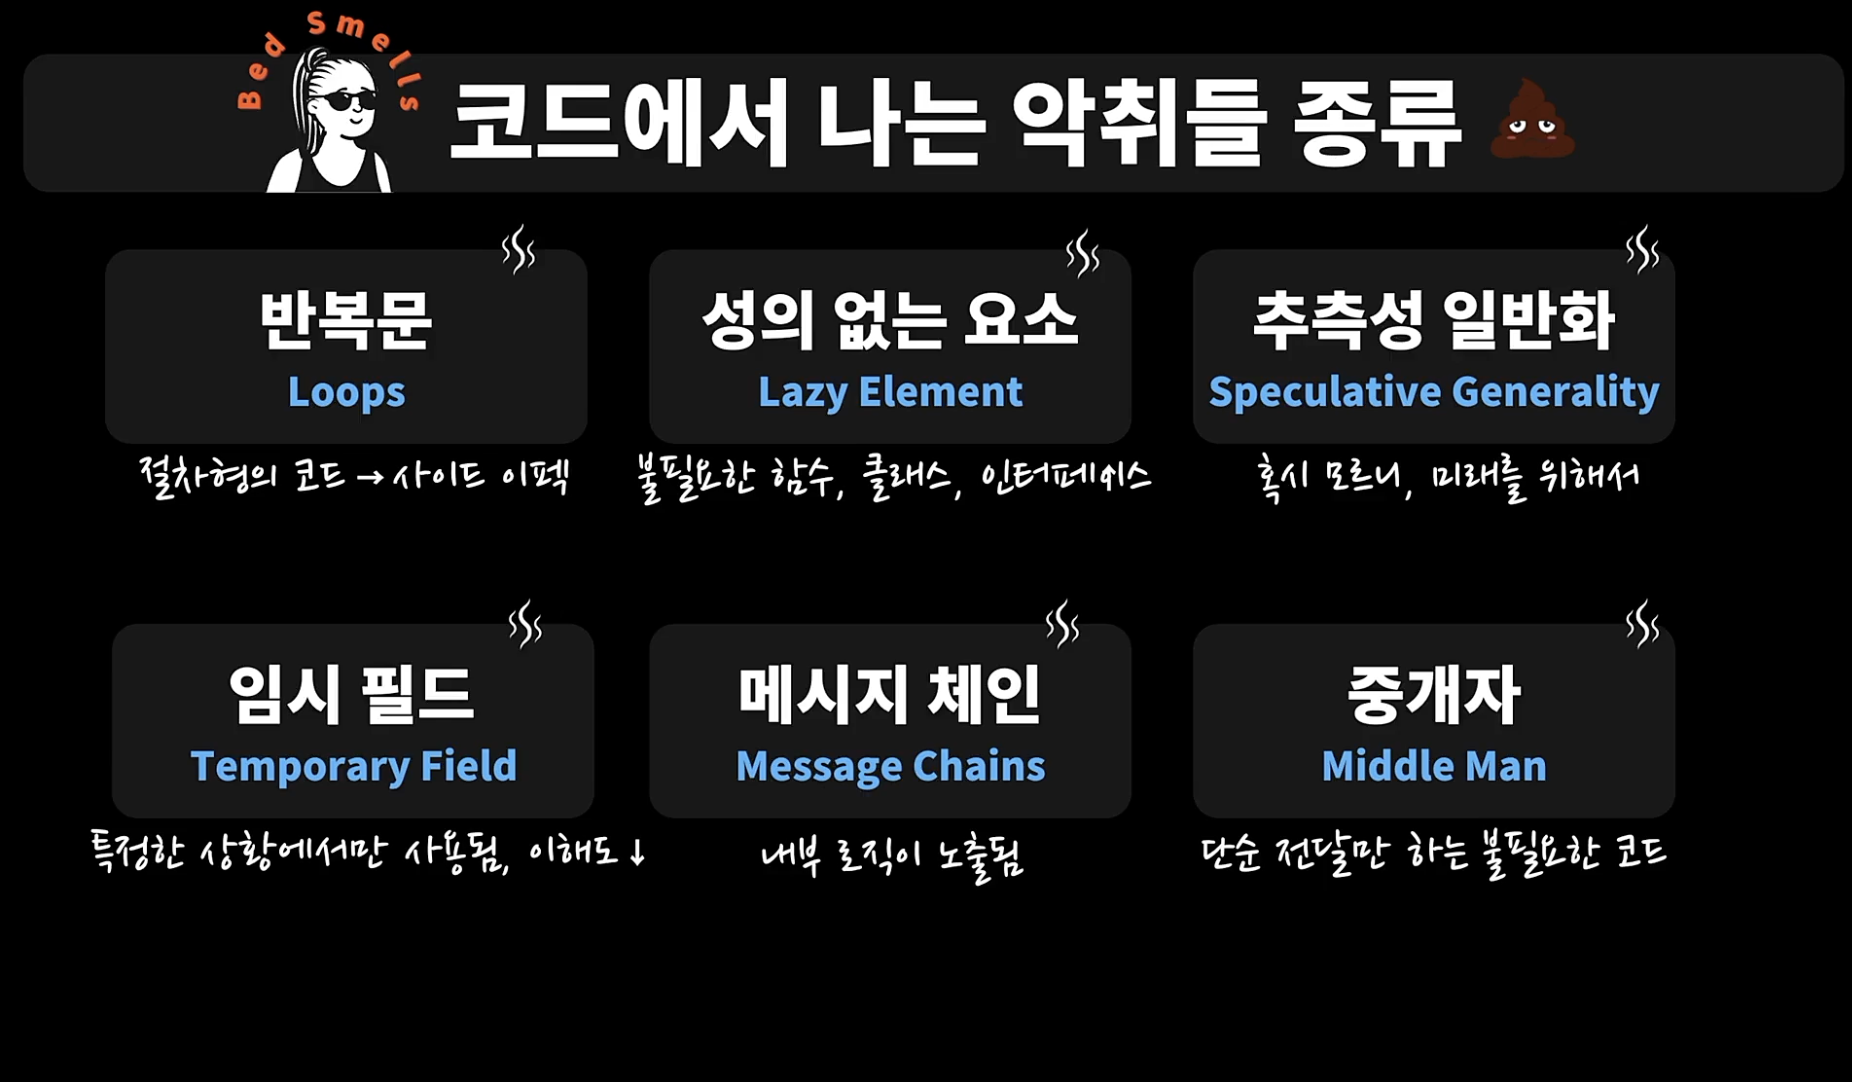 Bed Smells
코드에서 나는 악취들 종류
반복문
Loops
절차형의 코드 → 사이드 이펙
성의 없는 요소
Lazy Element
불필요한 함수, 클래스, 인터페이스
추측성 일반화
Speculative Generality
혹시 모르니, 미래를 위해서
임시 필드
Temporary Field
특정한 상황에서만 사용됨, 이해도 ↓
메시지 체인
Message Chains
내부 로직이 노출됨
중개자
Middle Man
단순 전달만 하는 불필요한 코드